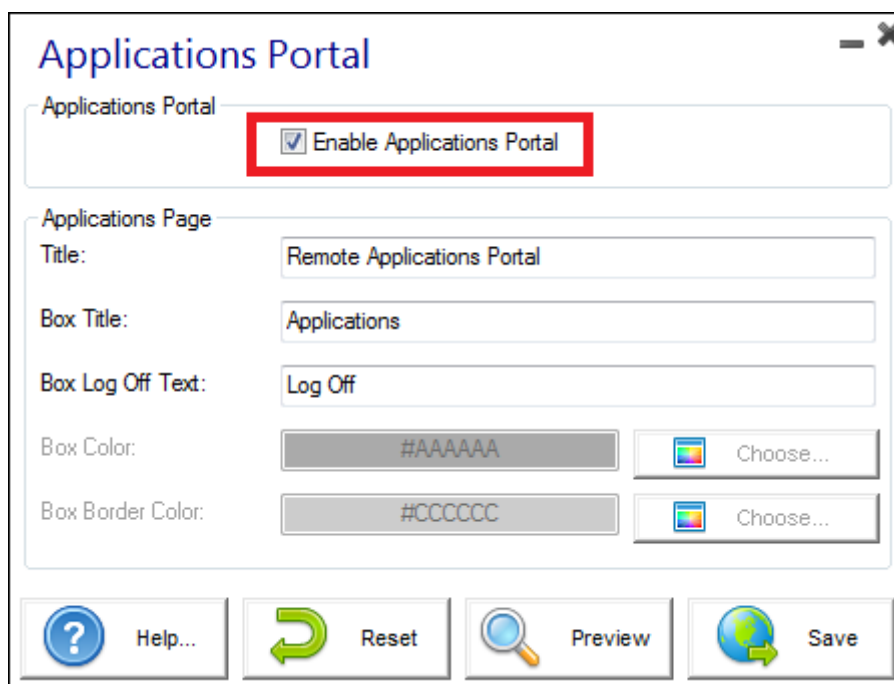 Applications Portal
Applications Portal
Enable Applications Portal
Applications Page
Title: Remote Applications Portal
Box Title: Applications
Box Log Off Text: Log Off
Box Color: #AAAAAA Choose...
Box Border Color: #CCCCCC Choose...
Help... Reset Preview Save